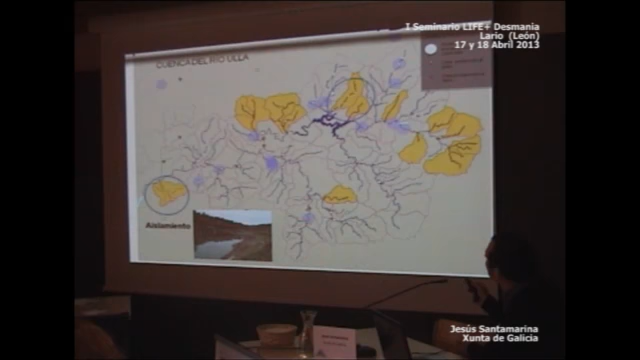 I Seminario LIFE+ Desmania
Lario (León)
17 y 18 Abril 2013
CUENCA DEL RIO ULLA
Aislamiento
Jesús Santamarina
Xunta de Galicia